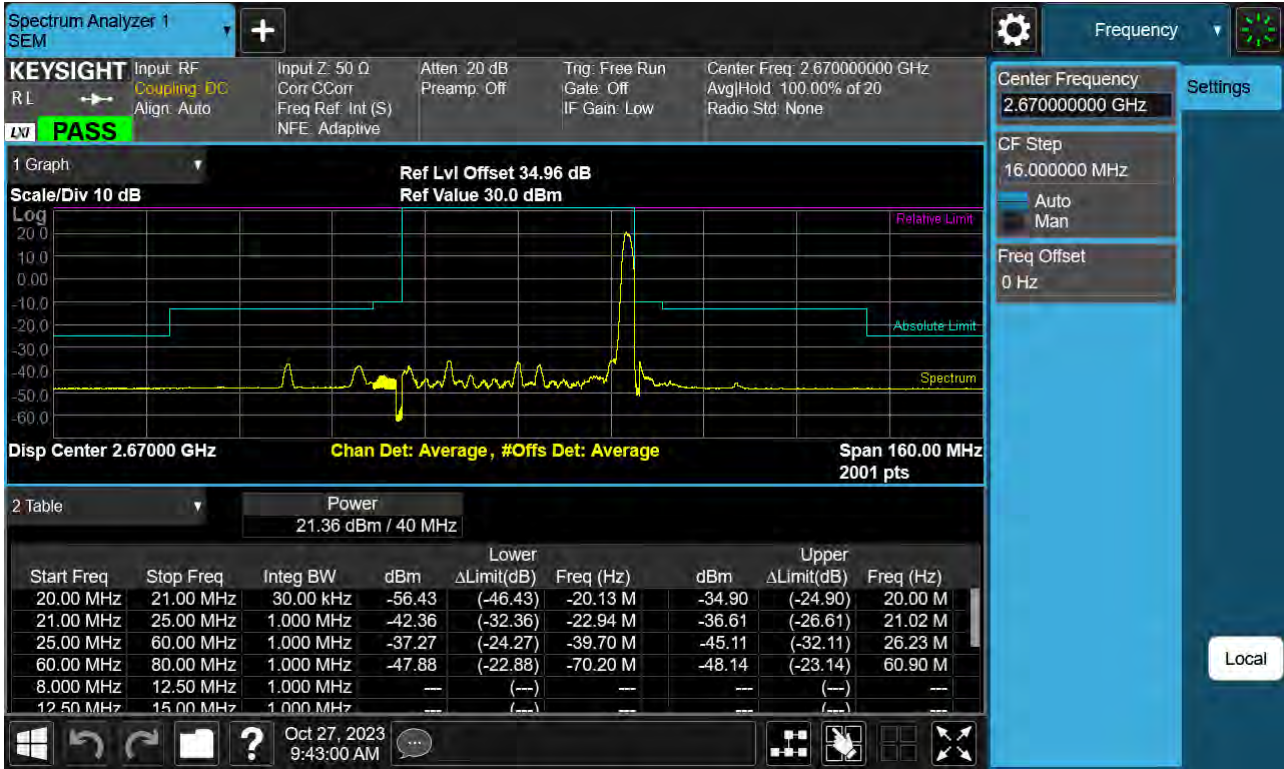 Spectrum Analyzer 1
SEM
Frequency
KEYSIGHT
RL
LXI
PASS
Input: RF
Coupling: DC
Align: Auto
Input Z: 50 Ω
Corr CCorr
Freq Ref: Int (S)
NFE: Adaptive
Atten: 20 dB
Preamp: Off
Trig: Free Run
Gate: Off
IF Gain: Low
Center Freq: 2.670000000 GHz
Avg|Hold: 100.00% of 20
Radio Std: None
Center Frequency
2.670000000 GHz
Settings
CF Step
16.000000 MHz
Auto
Man
Freq Offset
0 Hz
Local
1 Graph
Scale/Div 10 dB
Ref Lvl Offset 34.96 dB
Ref Value 30.0 dBm
Log
20.0
10.0
0.00
-10.0
-20.0
-30.0
-40.0
-50.0
-60.0
Relative Limit
Absolute Limit
Spectrum
Disp Center 2.67000 GHz
Chan Det: Average, #Offs Det: Average
Span 160.00 MHz
2001 pts
2 Table
Power
21.36 dBm / 40 MHz
Lower Upper
Start Freq Stop Freq Integ BW dBm ΔLimit(dB) Freq (Hz) dBm ΔLimit(dB) Freq (Hz)
20.00 MHz 21.00 MHz 30.00 kHz -56.43 (-46.43) -20.13 M -34.90 (-24.90) 20.00 M
21.00 MHz 25.00 MHz 1.000 MHz -42.36 (-32.36) -22.94 M -36.61 (-26.61) 21.02 M
25.00 MHz 60.00 MHz 1.000 MHz -37.27 (-24.27) -39.70 M -45.11 (-32.11) 26.23 M
60.00 MHz 80.00 MHz 1.000 MHz -47.88 (-22.88) -70.20 M -48.14 (-23.14) 60.90 M
8.000 MHz 12.50 MHz 1.000 MHz --- (---) --- --- (---) ---
12.50 MHz 15.00 MHz 1.000 MHz --- (---) --- --- (---) ---
?
Oct 27, 2023
9:43:00 AM